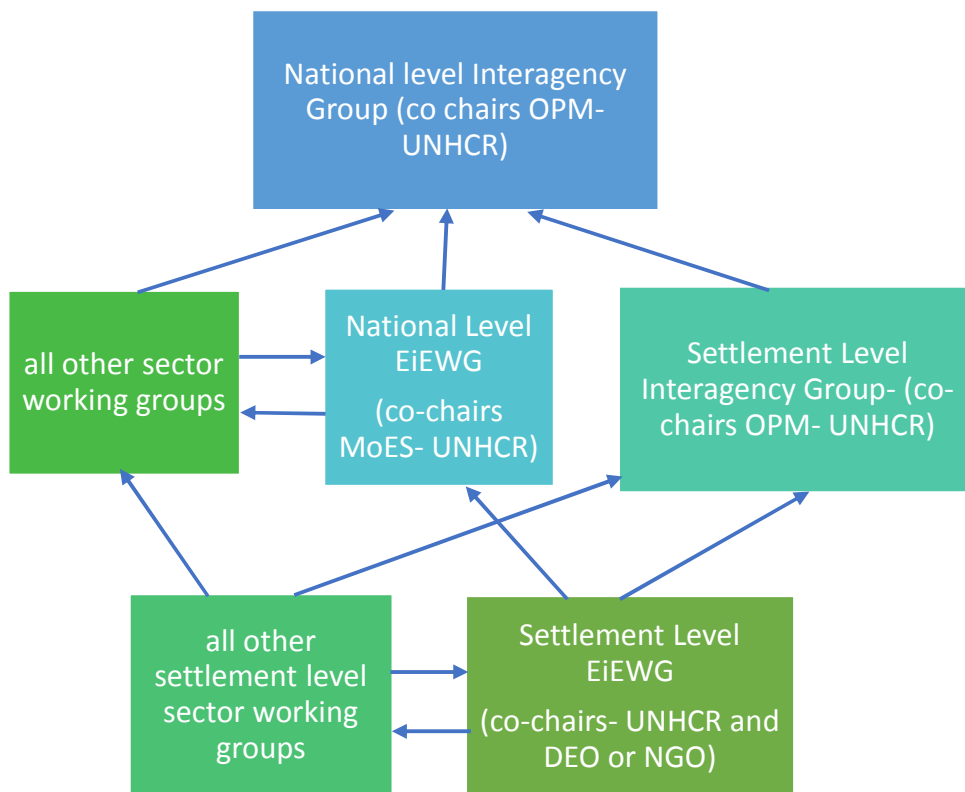 National level Interagency
Group (co chairs OPM-
UNHCR)
all other sector
working groups
National Level
EiEWG
(co-chairs
MoES- UNHCR)
Settlement Level
Interagency Group- (co-
chairs OPM- UNHCR)
all other
settlement level
sector working
groups
Settlement Level
EiEWG
(co-chairs- UNHCR and
DEO or NGO)